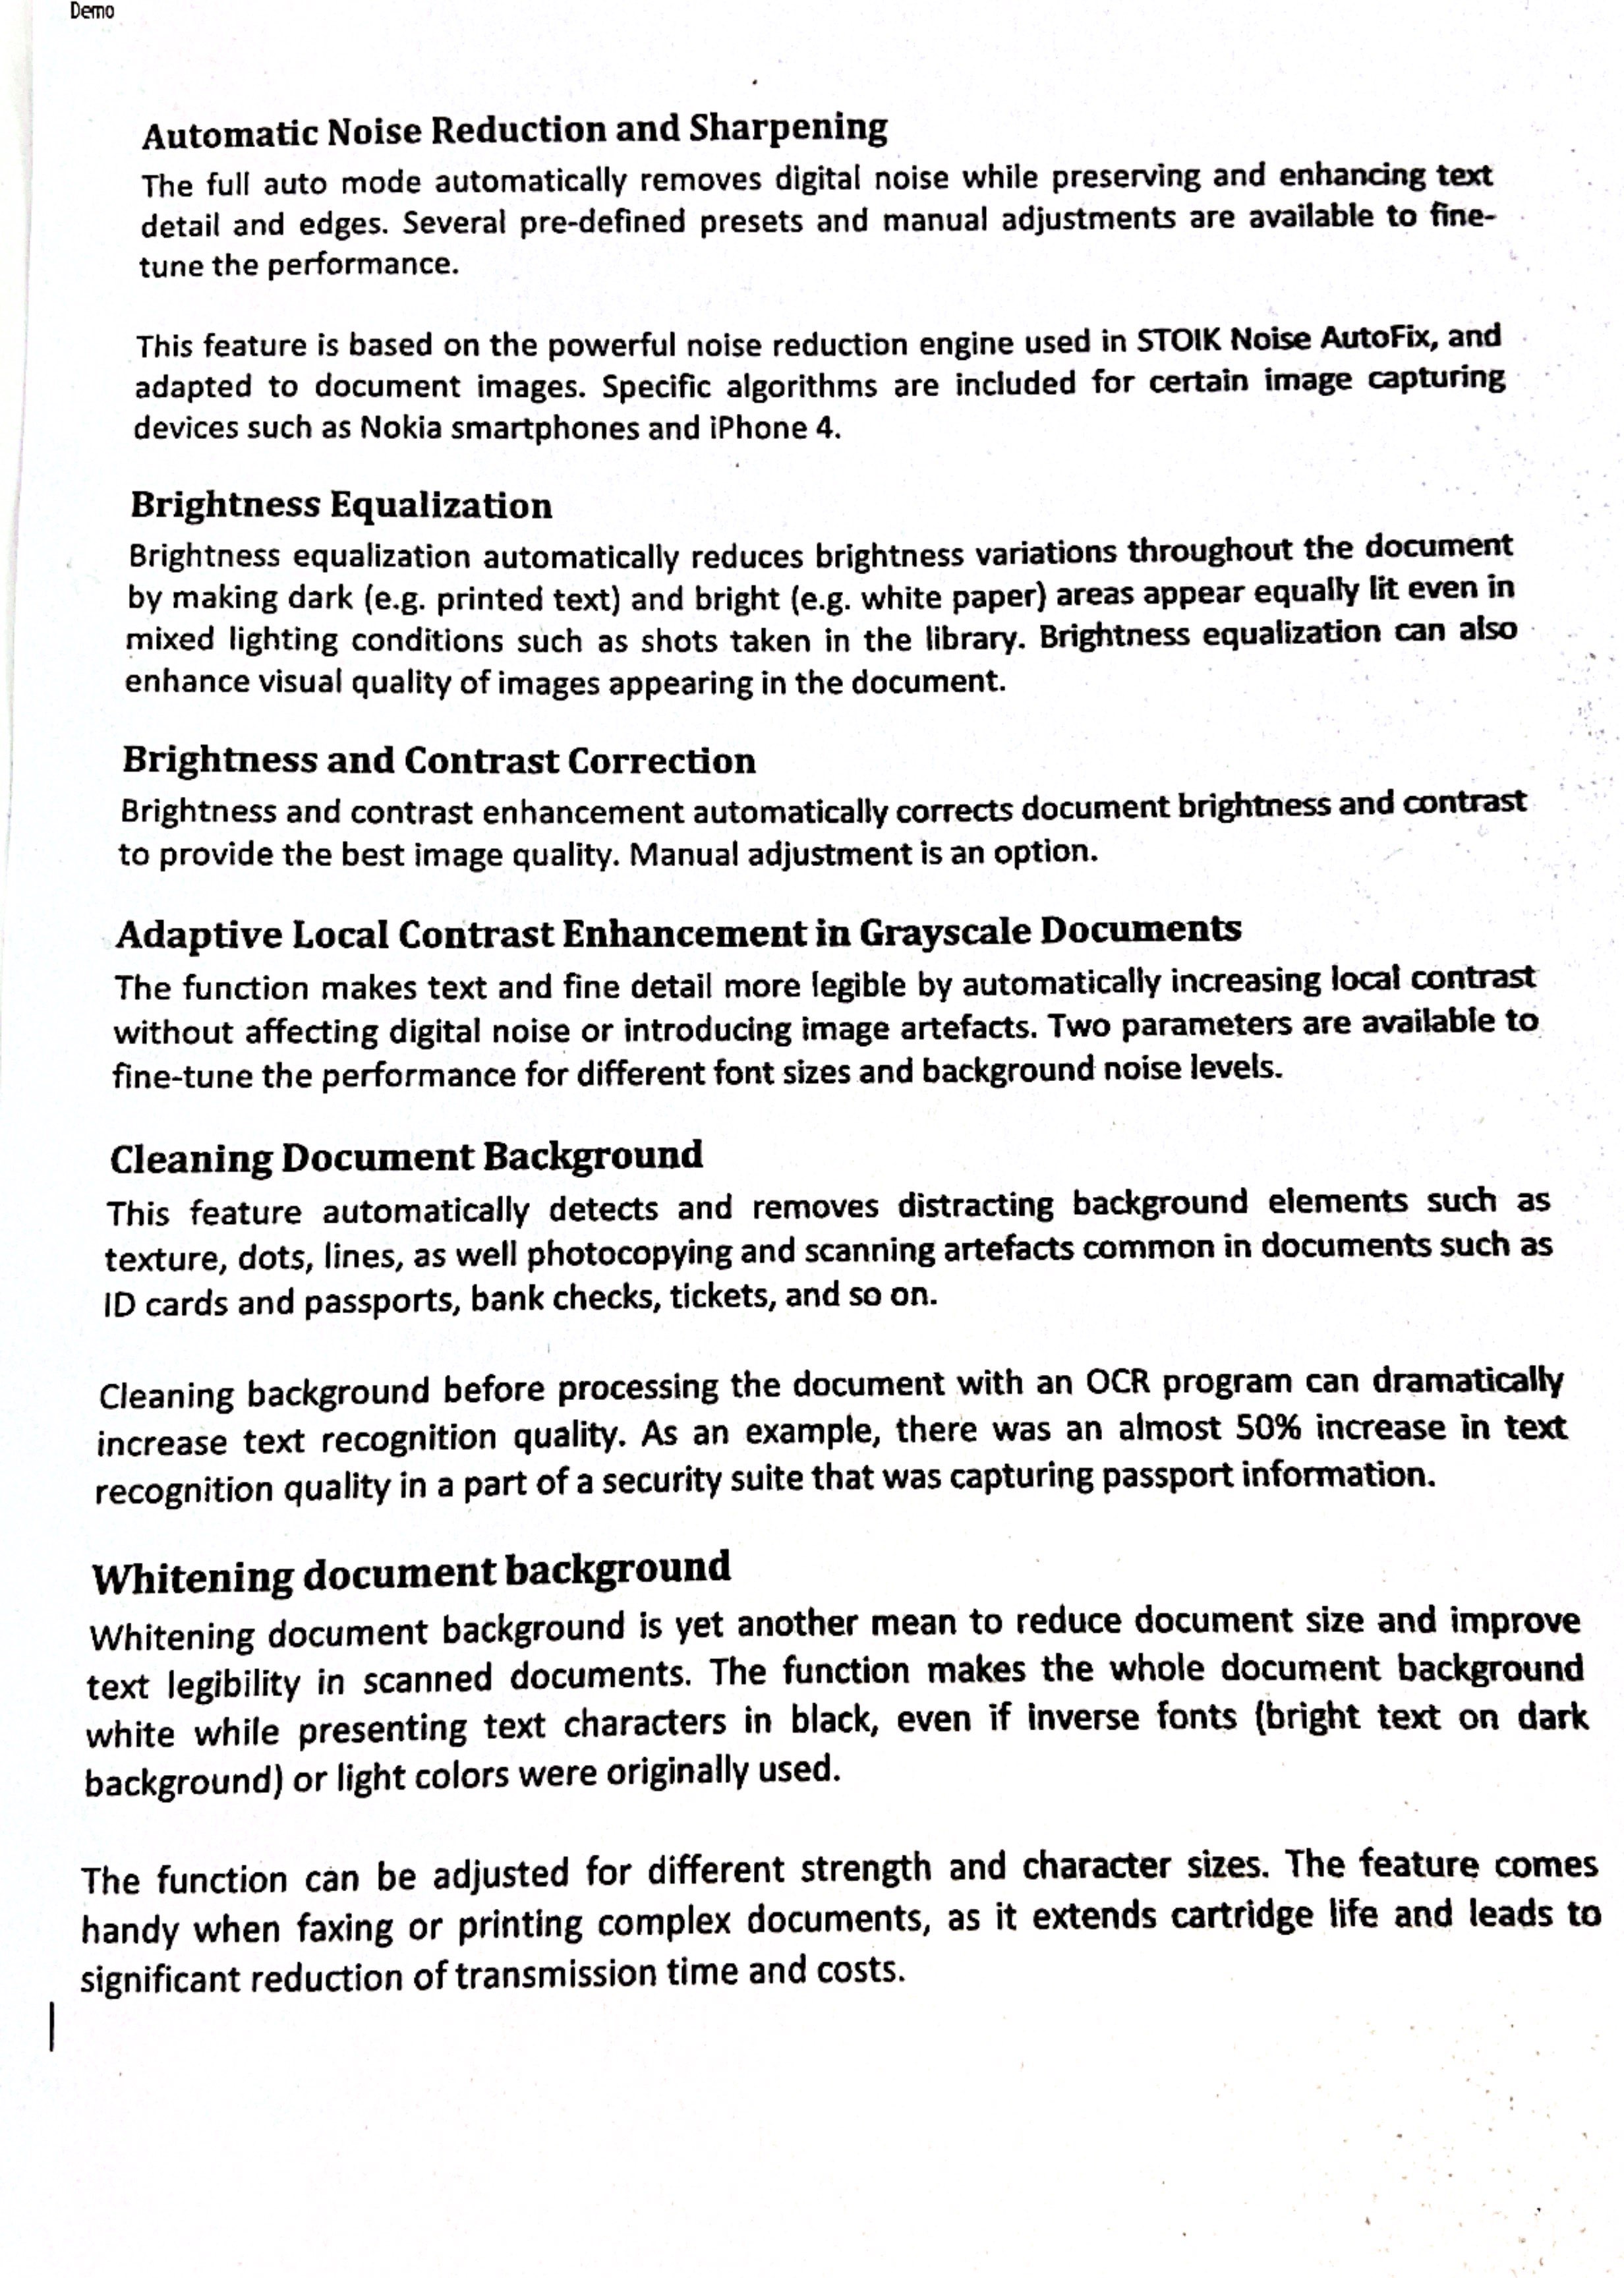 Demo
Automatic Noise Reduction and Sharpening
The full auto mode automatically removes digital noise while preserving and enhancing text
detail and edges. Several pre-defined presets and manual adjustments are available to fine-
tune the performance.
This feature is based on the powerful noise reduction engine used in STOIK Noise AutoFix, and
adapted to document images. Specific algorithms are included for certain image capturing
devices such as Nokia smartphones and iPhone 4.
Brightness Equalization
Brightness equalization automatically reduces brightness variations throughout the document
by making dark (e.g. printed text) and bright (e.g. white paper) areas appear equally lit even in
mixed lighting conditions such as shots taken in the library. Brightness equalization can also
enhance visual quality of images appearing in the document.
Brightness and Contrast Correction
Brightness and contrast enhancement automatically corrects document brightness and contrast
to provide the best image quality. Manual adjustment is an option.
Adaptive Local Contrast Enhancement in Grayscale Documents
The function makes text and fine detail more legible by automatically increasing local contrast
without affecting digital noise or introducing image artefacts. Two parameters are available to
fine-tune the performance for different font sizes and background noise levels.
Cleaning Document Background
This feature automatically detects and removes distracting background elements such as
texture, dots, lines, as well photocopying and scanning artefacts common in documents such as
ID cards and passports, bank checks, tickets, and so on.
Cleaning background before processing the document with an OCR program can dramatically
increase text recognition quality. As an example, there was an almost 50% increase in text
recognition quality in a part of a security suite that was capturing passport information.
Whitening document background
Whitening document background is yet another mean to reduce document size and improve
text legibility in scanned documents. The function makes the whole document background
white while presenting text characters in black, even if inverse fonts (bright text on dark
background) or light colors were originally used.
The function can be adjusted for different strength and character sizes. The feature comes
handy when faxing or printing complex documents, as it extends cartridge life and leads to
significant reduction of transmission time and costs.